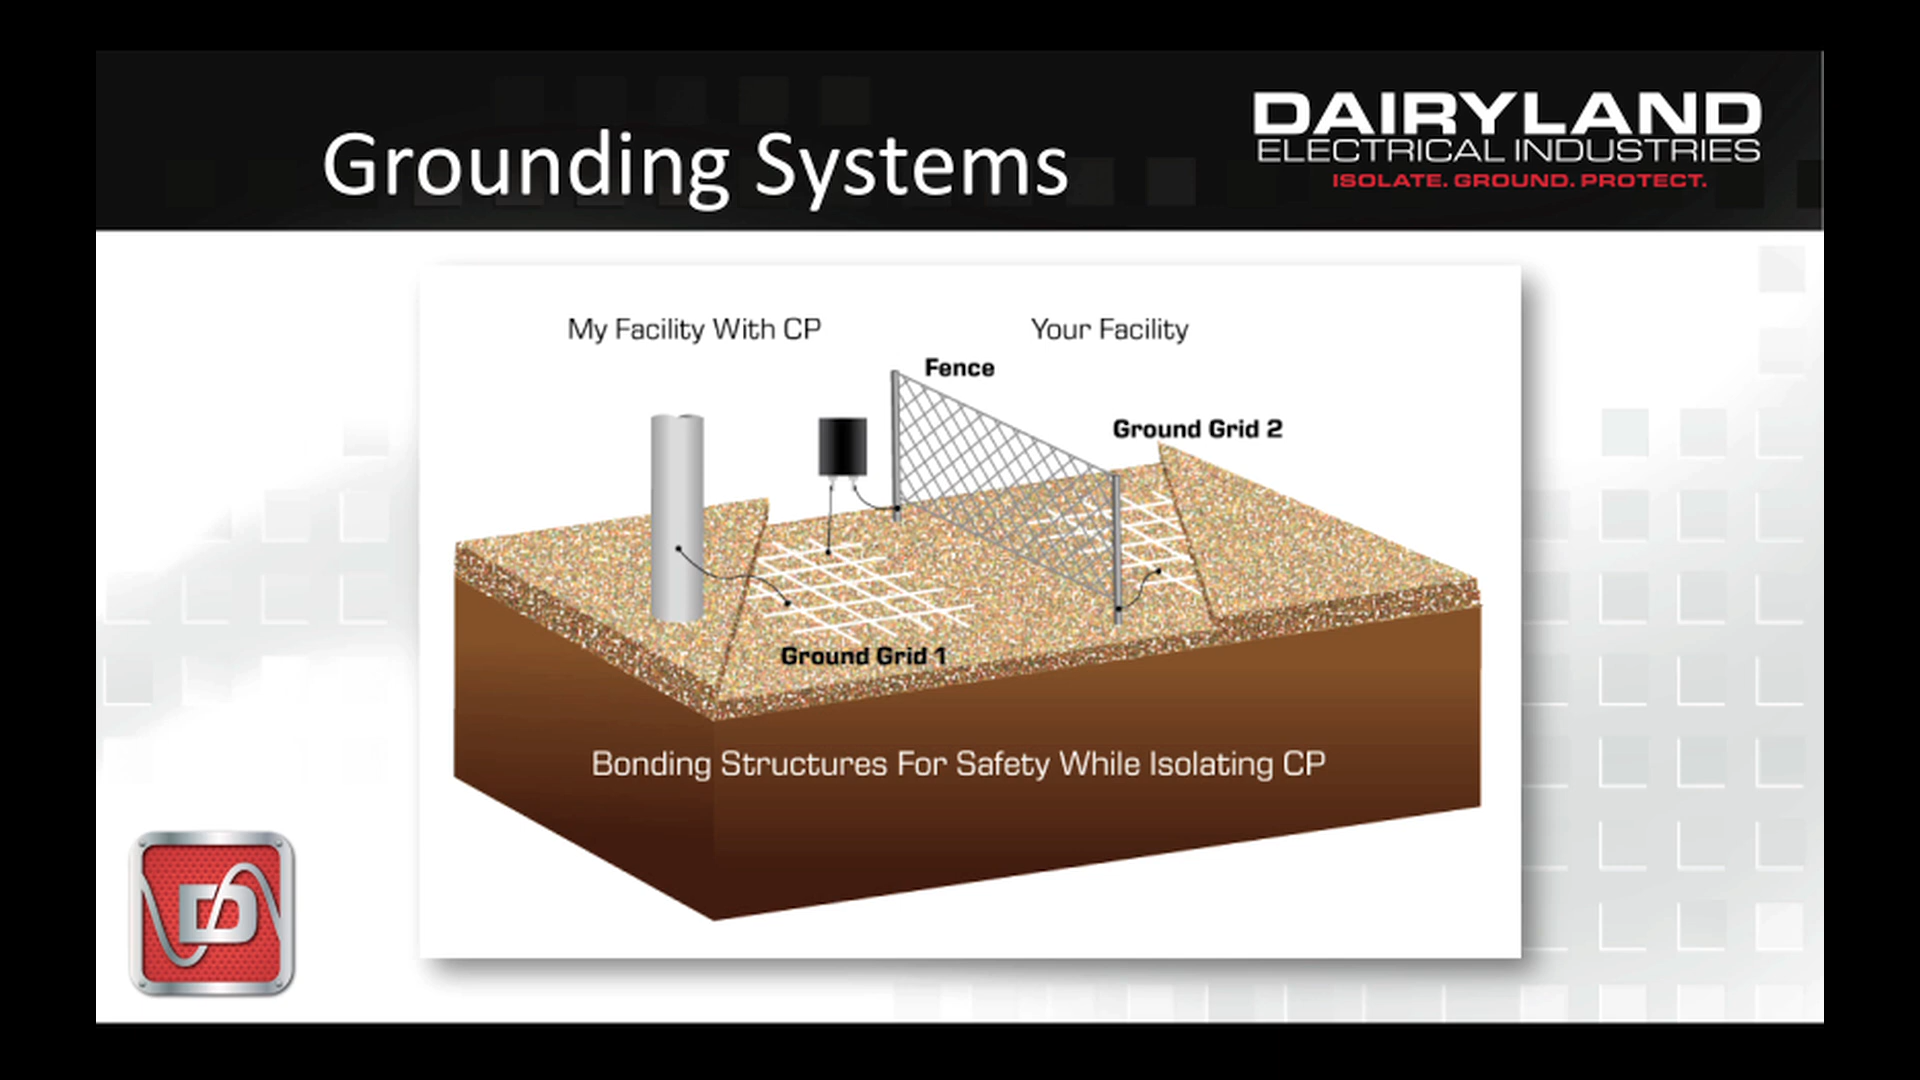 Grounding Systems
DAIRYLAND
ELECTRICAL INDUSTRIES
ISOLATE. GROUND. PROTECT.
My Facility With CP
Your Facility
Fence
Ground Grid 2
Ground Grid 1
Bonding Structures For Safety While Isolating CP
D